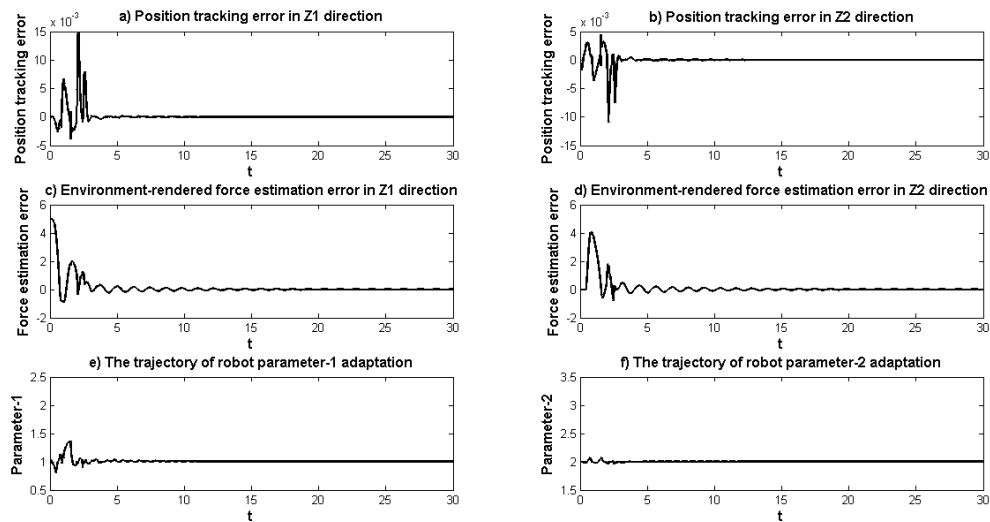 a) Position tracking error in Z1 direction
x 10-3
15
10
5
0
-5
Position tracking error
0 5 10 15 20 25 30
t
b) Position tracking error in Z2 direction
x 10-3
5
0
-5
-10
-15
Position tracking error
0 5 10 15 20 25 30
t
c) Environment-rendered force estimation error in Z1 direction
6
4
2
0
-2
Force estimation error
0 5 10 15 20 25 30
t
d) Environment-rendered force estimation error in Z2 direction
6
4
2
0
-2
Force estimation error
0 5 10 15 20 25 30
t
e) The trajectory of robot parameter-1 adaptation
2.5
2
1.5
1
0.5
Parameter-1
0 5 10 15 20 25 30
t
f) The trajectory of robot parameter-2 adaptation
3.5
3
2.5
2
1.5
Parameter-2
0 5 10 15 20 25 30
t